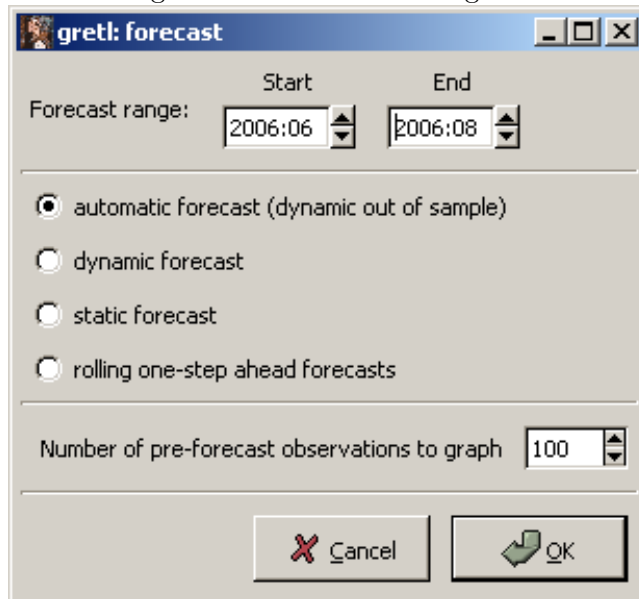 gretl: forecast
Start End
Forecast range: 2006:06 2006:08
automatic forecast (dynamic out of sample)
dynamic forecast
static forecast
rolling one-step ahead forecasts
Number of pre-forecast observations to graph 100
Cancel OK